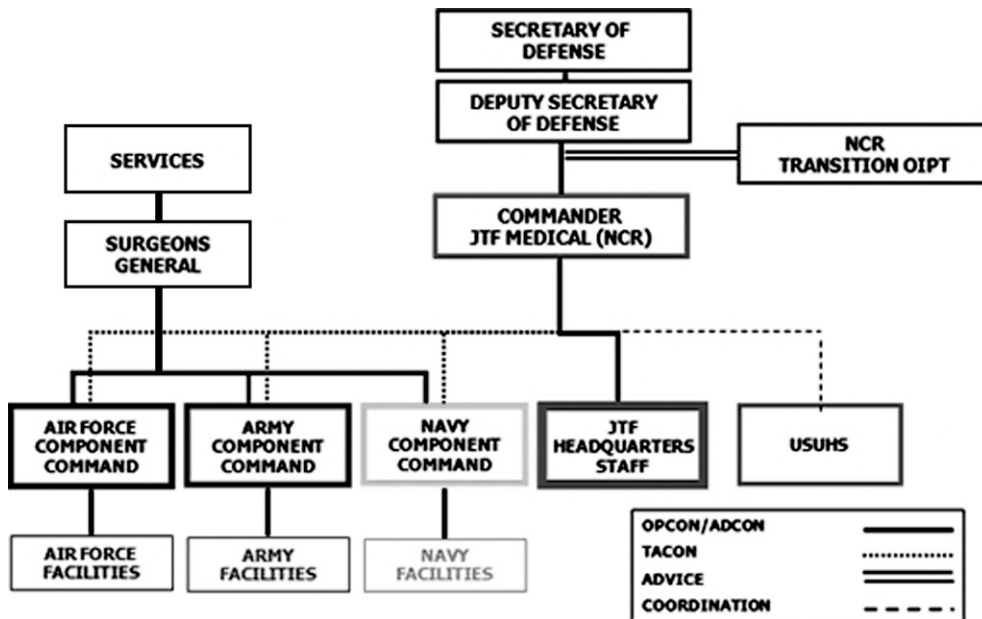 SECRETARY OF
DEFENSE
DEPUTY SECRETARY
OF DEFENSE
NCR
TRANSITION OIPT
SERVICES
COMMANDER
JTF MEDICAL (NCR)
SURGEONS
GENERAL
AIR FORCE
COMPONENT
COMMAND
ARMY
COMPONENT
COMMAND
NAVY
COMPONENT
COMMAND
JTF
HEADQUARTERS
STAFF
USUHS
AIR FORCE
FACILITIES
ARMY
FACILITIES
NAVY
FACILITIES
OPCON/ADCON
TACON
ADVICE
COORDINATION